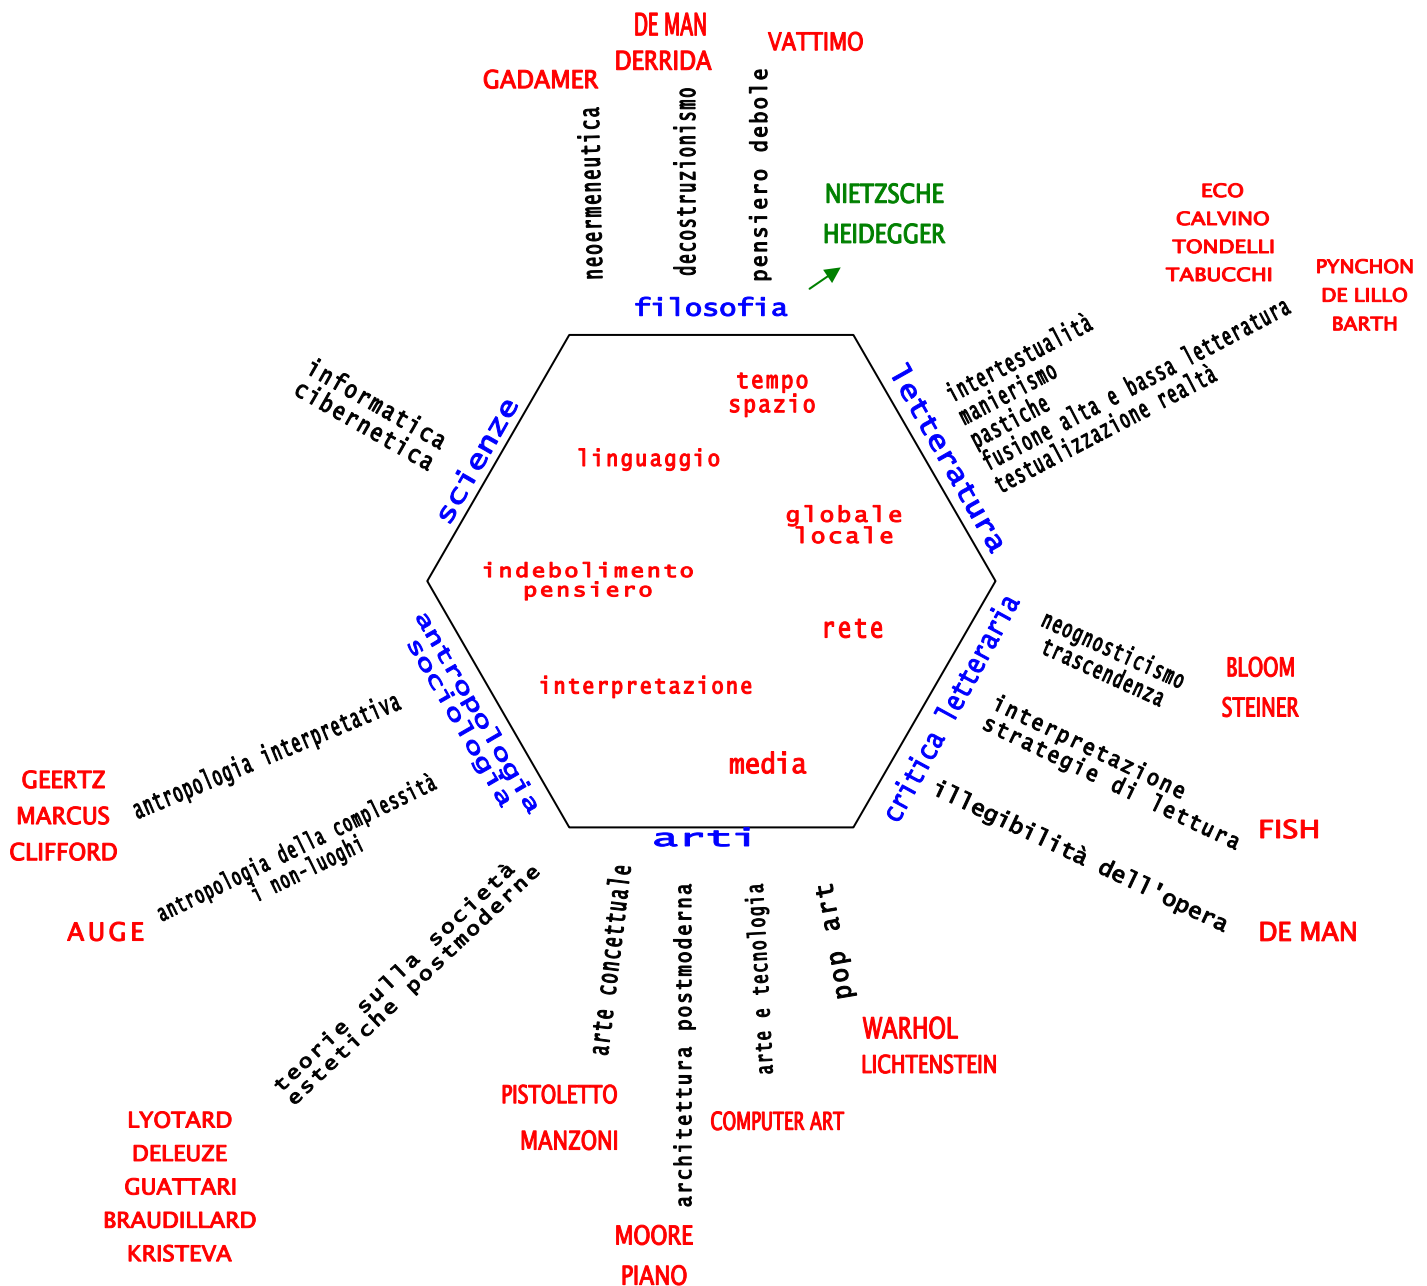 DE MAN
DERRIDA
VATTIMO
GADAMER
neoermeneutica
decostruzionismo
pensiero debole
NIETZSCHE
HEIDEGGER
filosofia
ECO
CALVINO
TONDELLI
TABUCCHI
PYNCHON
DE LILLO
BARTH
letteratura
intertestualità
manierismo
pastiche
fusione alta e bassa letteratura
testualizzazione realtà
informatica
cibernetica
scienze
tempo
spazio
linguaggio
globale
locale
indebolimento
pensiero
rete
interpretazione
media
antropologia
sociologia
critica letteraria
neognosticismo
trascendenza
BLOOM
STEINER
interpretazione
strategie di lettura
FISH
illegibilità dell'opera
DE MAN
antropologia interpretativa
GEERTZ
MARCUS
CLIFFORD
antropologia della complessità
i non-luoghi
AUGE
teorie sulla società
estetiche postmoderne
LYOTARD
DELEUZE
GUATTARI
BRAUDILLARD
KRISTEVA
arti
arte concettuale
architettura postmoderna
arte e tecnologia
pop art
WARHOL
LICHTENSTEIN
PISTOLETTO
MANZONI
COMPUTER ART
MOORE
PIANO